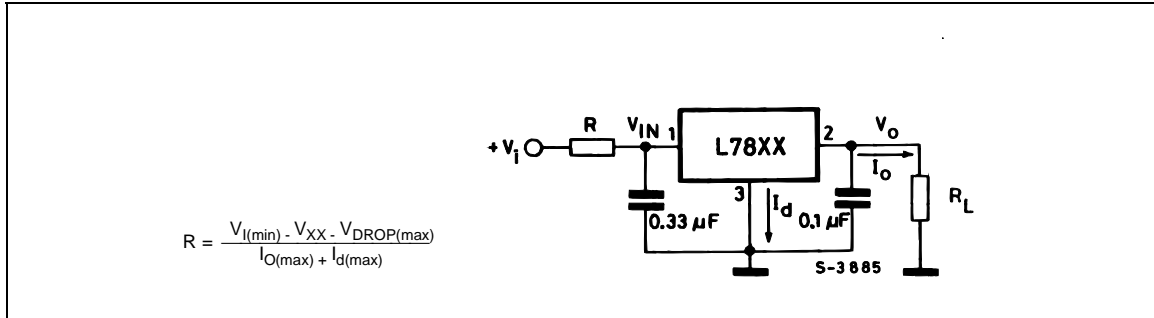 R V_IN 1 L78XX 2 V_o
+ V_i I_o
3 I_d R_L
0.33 µF 0.1 µF
R = V_I(min) - V_XX - V_DROP(max)
I_O(max) + I_d(max)
S-3885